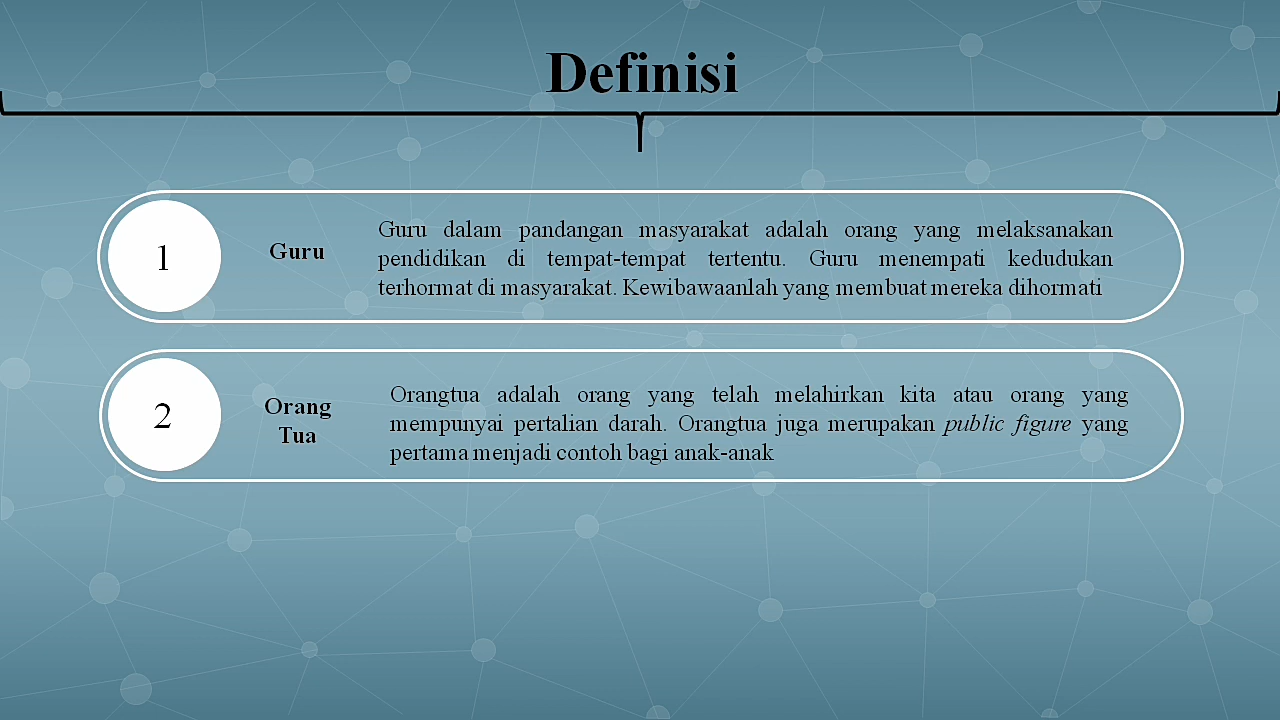 Definisi
1
Guru
Guru dalam pandangan masyarakat adalah orang yang melaksanakan
pendidikan di tempat-tempat tertentu. Guru menempati kedudukan
terhormat di masyarakat. Kewibawaanlah yang membuat mereka dihormati
2
Orang
Tua
Orangtua adalah orang yang telah melahirkan kita atau orang yang
mempunyai pertalian darah. Orangtua juga merupakan public figure yang
pertama menjadi contoh bagi anak-anak